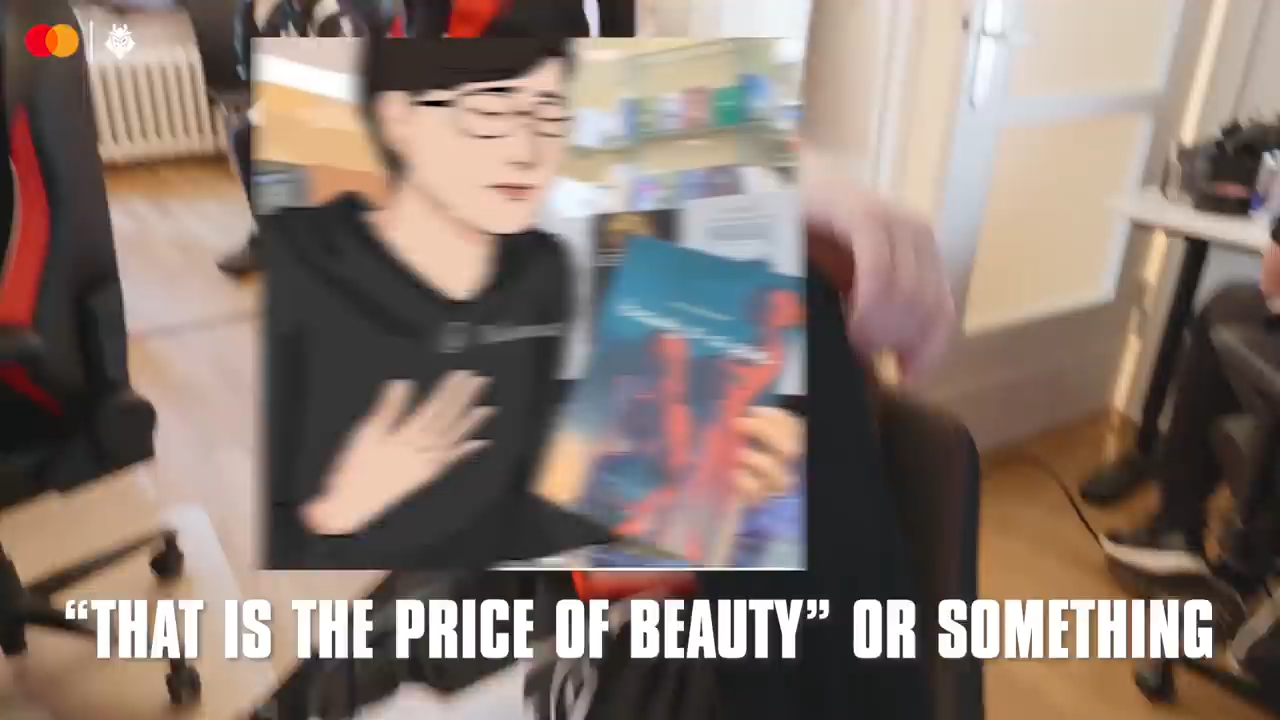 “THAT IS THE PRICE OF BEAUTY” OR SOMETHING